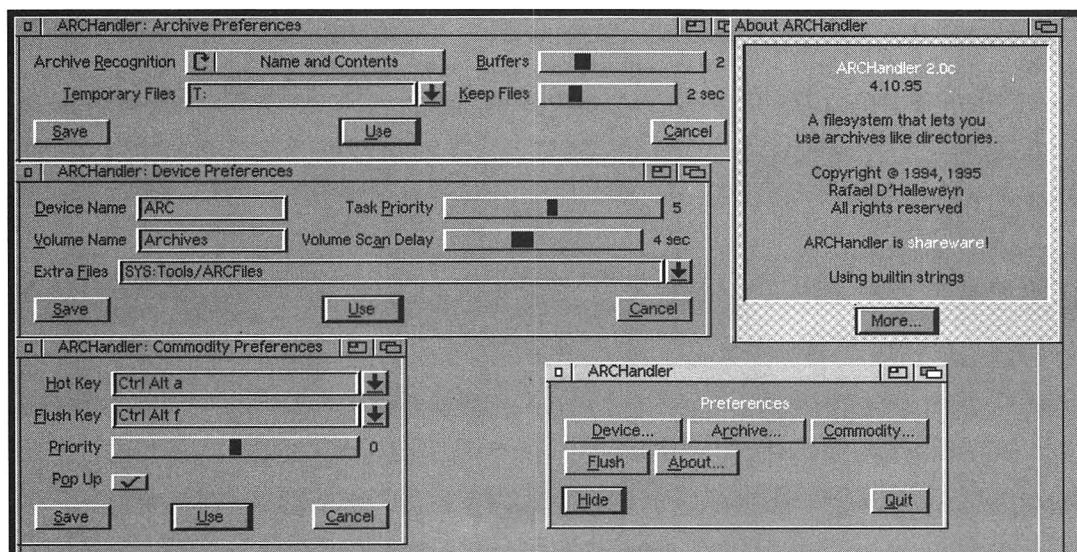 ARCHandler: Archive Preferences
Archive Recognition Name and Contents Buffers 2
Temporary Files T: Keep Files 2 sec
Save Use Cancel
ARCHandler: Device Preferences
Device Name ARC Task Priority 5
Volume Name Archives Volume Scan Delay 4 sec
Extra Files SYS:Tools/ARCFiles
Save Use Cancel
ARCHandler: Commodity Preferences
Hot Key Ctrl Alt a
Flush Key Ctrl Alt f
Priority 0
Pop Up
Save Use Cancel
About ARCHandler
ARCHandler 2.0c
4.10.95
A filesystem that lets you
use archives like directories.
Copyright © 1994, 1995
Rafael D'Halleweyn
All rights reserved
ARCHandler is shareware!
Using builtin strings
More...
ARCHandler
Preferences
Device... Archive... Commodity...
Flush About...
Hide Quit